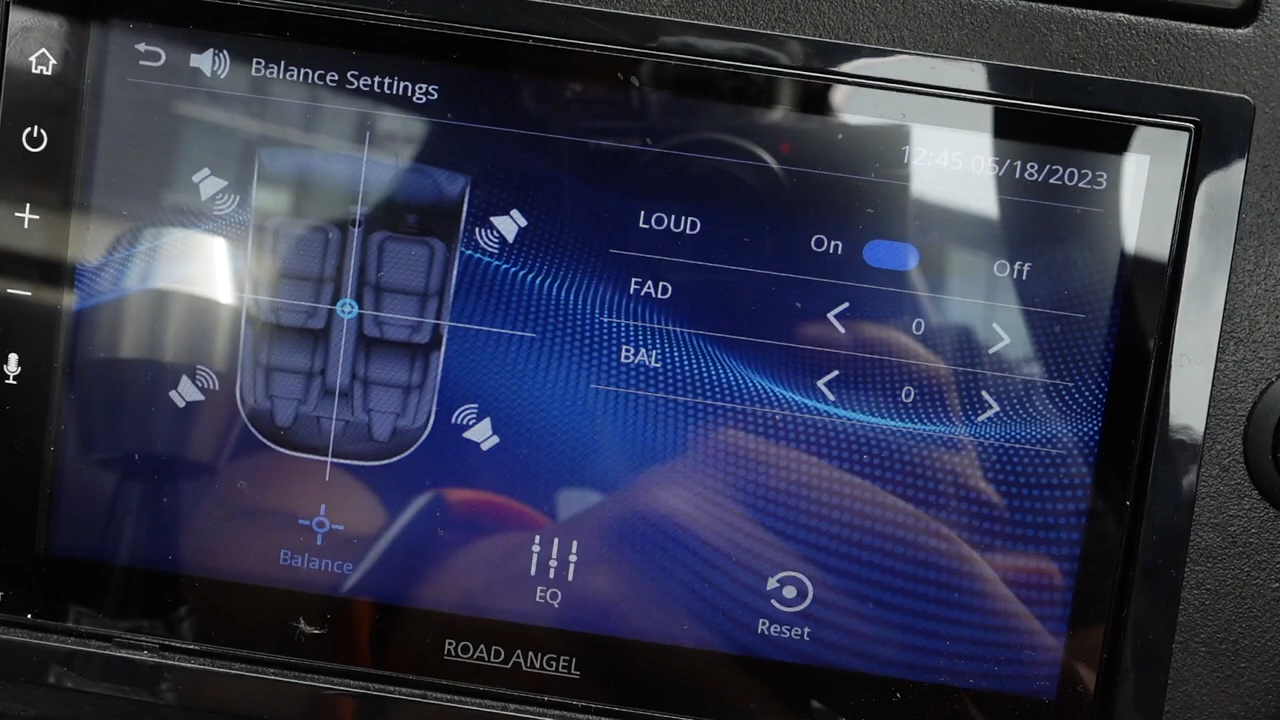 Balance Settings
12:45 05/18/2023
LOUD On Off
FAD 0
BAL 0
Balance
EQ
Reset
ROAD ANGEL